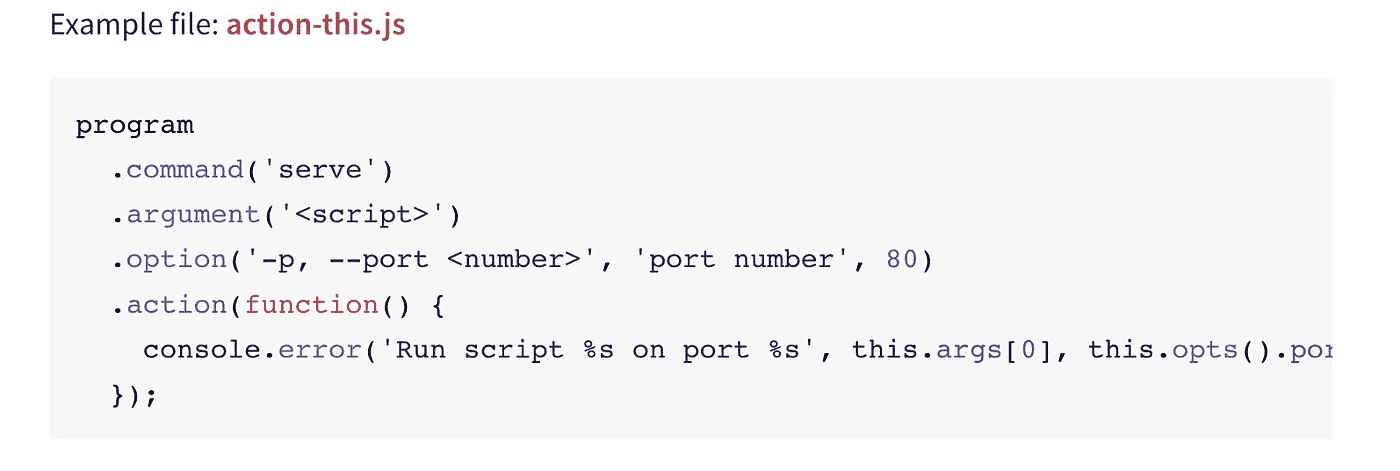 Example file: action-this.js
program
  .command('serve')
  .argument('<script>')
  .option('-p, --port <number>', 'port number', 80)
  .action(function() {
    console.error('Run script %s on port %s', this.args[0], this.opts().por
  });